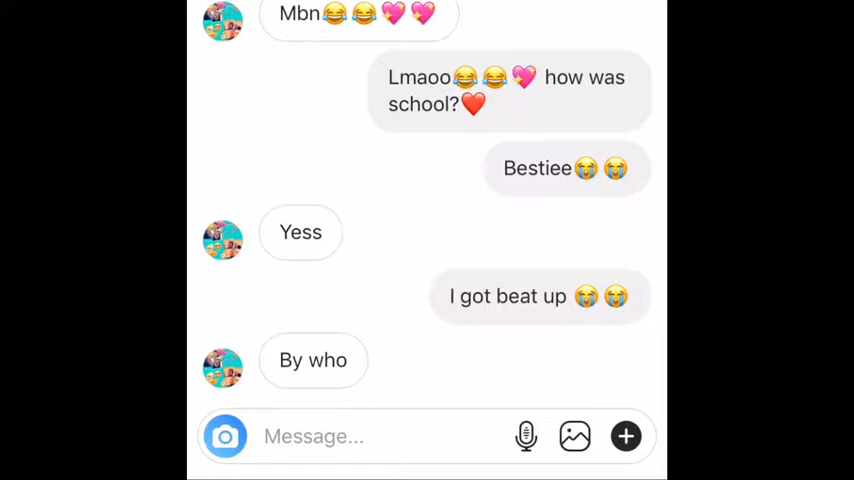 Mbn😂😂💖💖
Lmaoo😂😂💖 how was
school?❤️
Bestiee😭😭
Yess
I got beat up 😭😭
By who
Message...